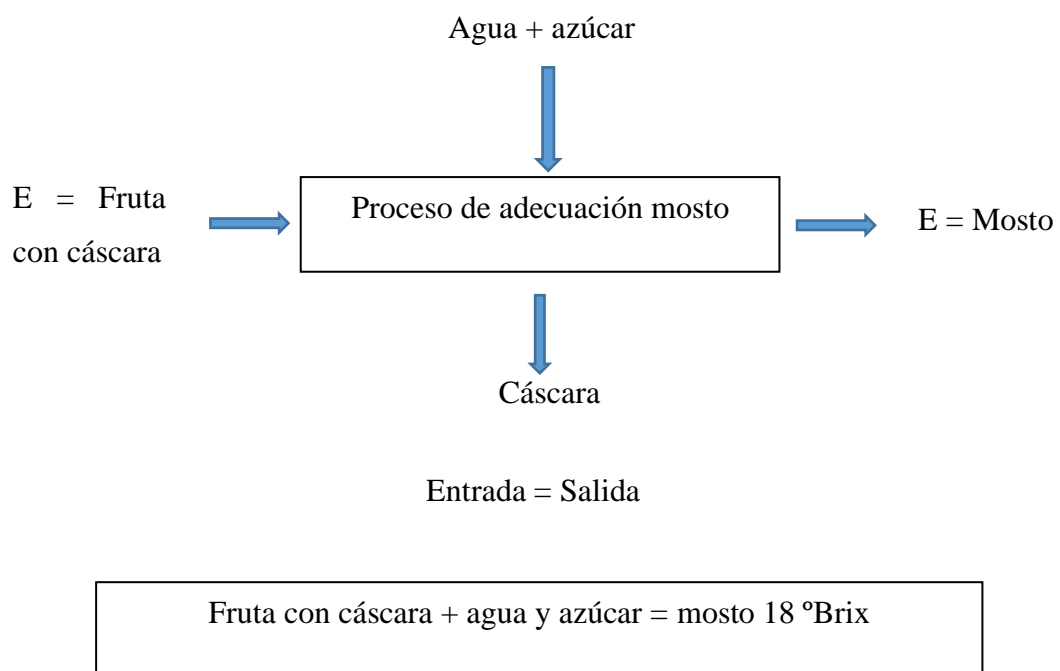 Agua + azúcar
E = Fruta
con cáscara
Proceso de adecuación mosto
E = Mosto
Cáscara
Entrada = Salida
Fruta con cáscara + agua y azúcar = mosto 18 ºBrix